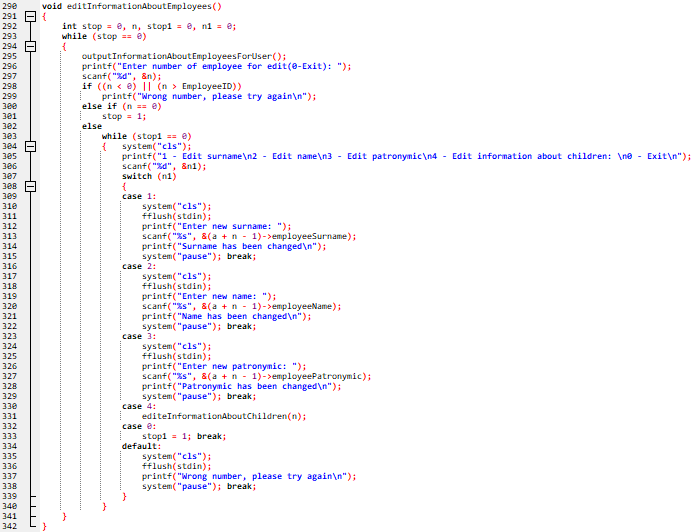 290 void editInformationAboutEmployees()
291 {
292 int stop = 0, n, stop1 = 0, n1 = 0;
293 while (stop == 0)
294 {
295 outputInformationAboutEmployeesForUser();
296 printf("Enter number of employee for edit(0-Exit): ");
297 scanf("%d", &n);
298 if ((n < 0) || (n > EmployeeID))
299 printf("Wrong number, please try again\n");
300 else if (n == 0)
301 stop = 1;
302 else
303 while (stop1 == 0)
304 { system("cls");
305 printf("1 - Edit surname\n2 - Edit name\n3 - Edit patronymic\n4 - Edit information about children: \n0 - Exit\n");
306 scanf("%d", &n1);
307 switch (n1)
308 {
309 case 1:
310 system("cls");
311 fflush(stdin);
312 printf("Enter new surname: ");
313 scanf("%s", &(a + n - 1)->employeeSurname);
314 printf("Surname has been changed\n");
315 system("pause"); break;
316 case 2:
317 system("cls");
318 fflush(stdin);
319 printf("Enter new name: ");
320 scanf("%s", &(a + n - 1)->employeeName);
321 printf("Name has been changed\n");
322 system("pause"); break;
323 case 3:
324 system("cls");
325 fflush(stdin);
326 printf("Enter new patronymic: ");
327 scanf("%s", &(a + n - 1)->employeePatronymic);
328 printf("Patronymic has been changed\n");
329 system("pause"); break;
330 case 4:
331 editeInformationAboutChildren(n);
332 case 0:
333 stop1 = 1; break;
334 default:
335 system("cls");
336 fflush(stdin);
337 printf("Wrong number, please try again\n");
338 system("pause"); break;
339 }
340 }
341 }
342 }